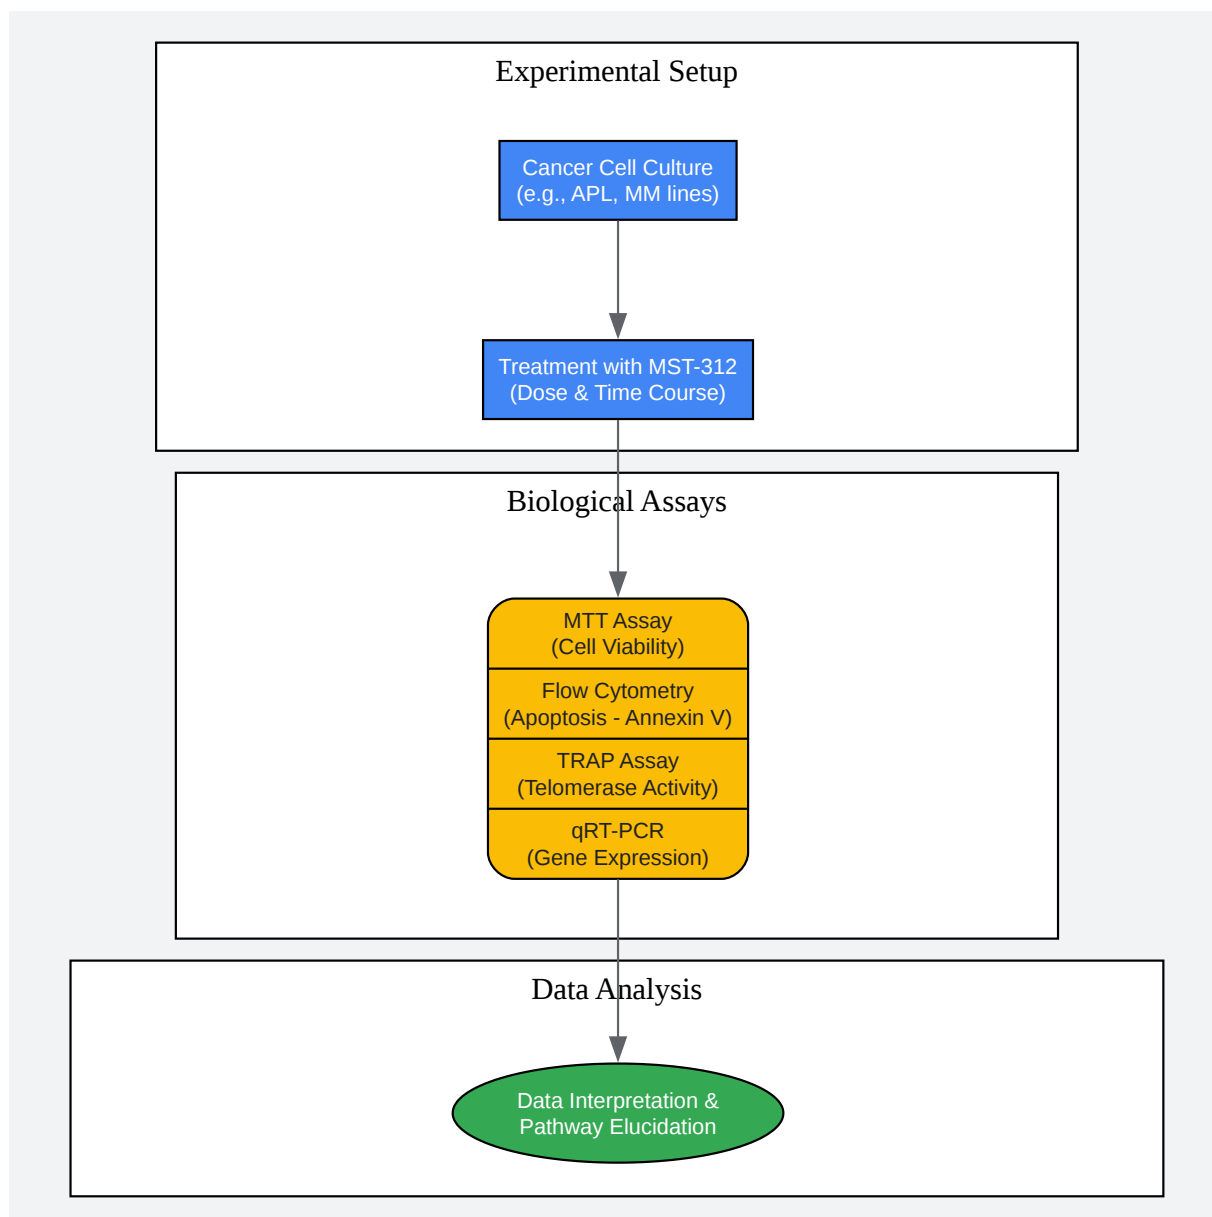 Experimental Setup
Cancer Cell Culture
(e.g., APL, MM lines)
Treatment with MST-312
(Dose & Time Course)
Biological Assays
MTT Assay
(Cell Viability)
Flow Cytometry
(Apoptosis - Annexin V)
TRAP Assay
(Telomerase Activity)
qRT-PCR
(Gene Expression)
Data Analysis
Data Interpretation &
Pathway Elucidation